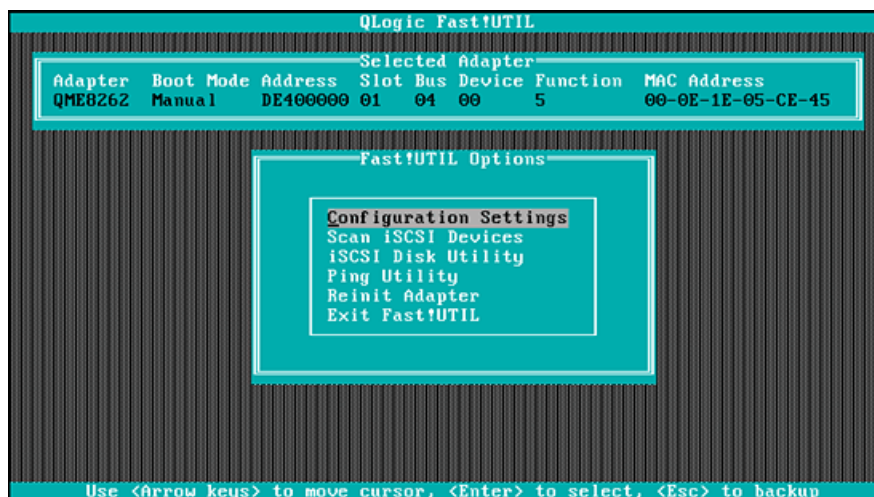 QLogic Fast!UTIL
Selected Adapter
Adapter Boot Mode Address Slot Bus Device Function MAC Address
QME8262 Manual DE400000 01 04 00 5 00-0E-1E-05-CE-45
Fast!UTIL Options
Configuration Settings
Scan iSCSI Devices
iSCSI Disk Utility
Ping Utility
Reinit Adapter
Exit Fast!UTIL
Use <Arrow keys> to move cursor, <Enter> to select, <Esc> to backup